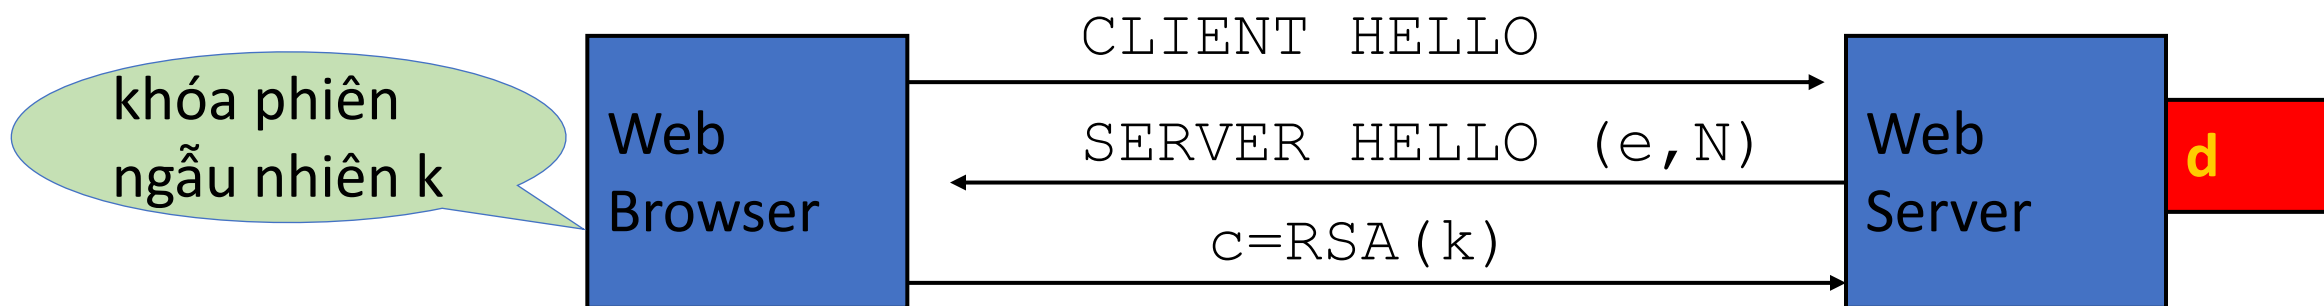 khóa phiên
ngẫu nhiên k
Web
Browser
CLIENT HELLO
SERVER HELLO (e,N)
c=RSA(k)
Web
Server
d